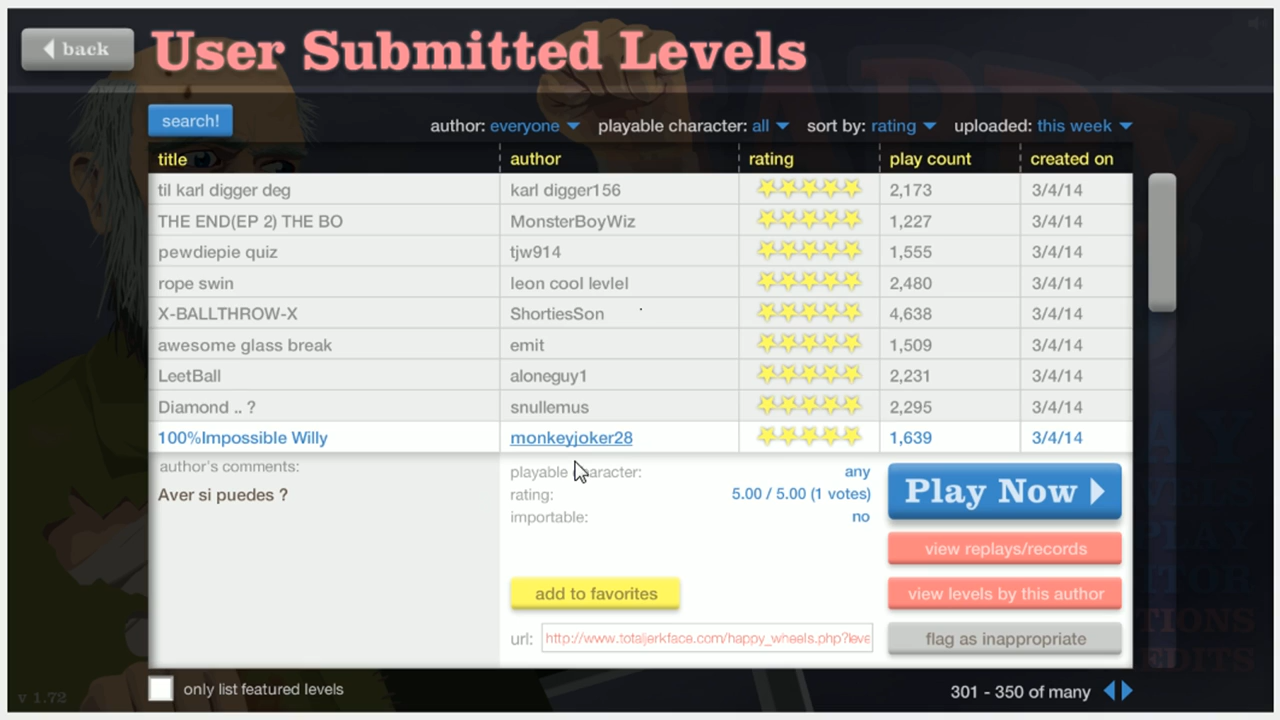 back
User Submitted Levels
search!
author: everyone playable character: all sort by: rating uploaded: this week
title author rating play count created on
til karl digger deg karl digger156 2,173 3/4/14
THE END(EP 2) THE BO MonsterBoyWiz 1,227 3/4/14
pewdiepie quiz tjw914 1,555 3/4/14
rope swin leon cool levlel 2,480 3/4/14
X-BALLTHROW-X ShortiesSon 4,638 3/4/14
awesome glass break emit 1,509 3/4/14
LeetBall aloneguy1 2,231 3/4/14
Diamond .. ? snullemus 2,295 3/4/14
100%Impossible Willy monkeyjoker28 1,639 3/4/14
author's comments:
Aver si puedes ?
playable character: any
rating: 5.00 / 5.00 (1 votes)
importable: no
Play Now
view replays/records
add to favorites
view levels by this author
url: http://www.totaljerkface.com/happy_wheels.php?leve
flag as inappropriate
only list featured levels
301 - 350 of many
v 1.72